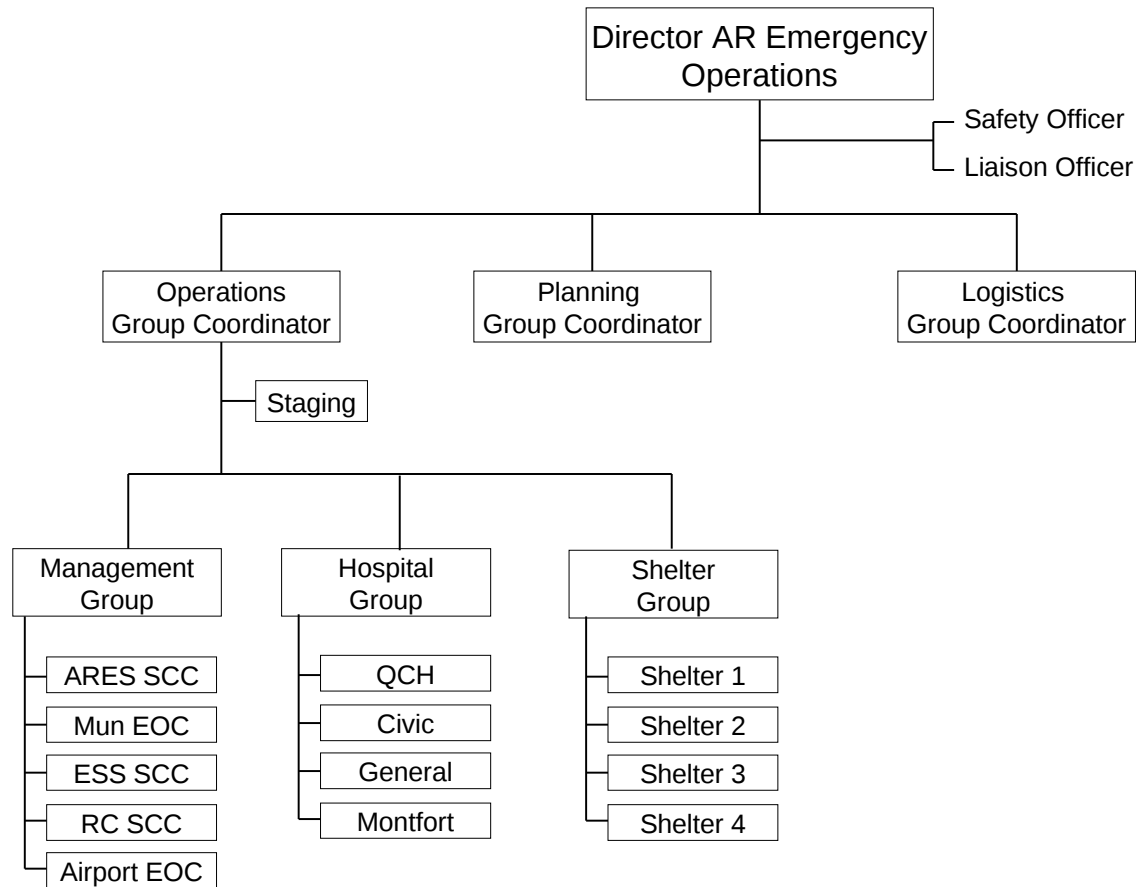 Director AR Emergency
Operations
Safety Officer
Liaison Officer
Operations
Group Coordinator
Planning
Group Coordinator
Logistics
Group Coordinator
Staging
Management
Group
Hospital
Group
Shelter
Group
ARES SCC
Mun EOC
ESS SCC
RC SCC
Airport EOC
QCH
Civic
General
Montfort
Shelter 1
Shelter 2
Shelter 3
Shelter 4